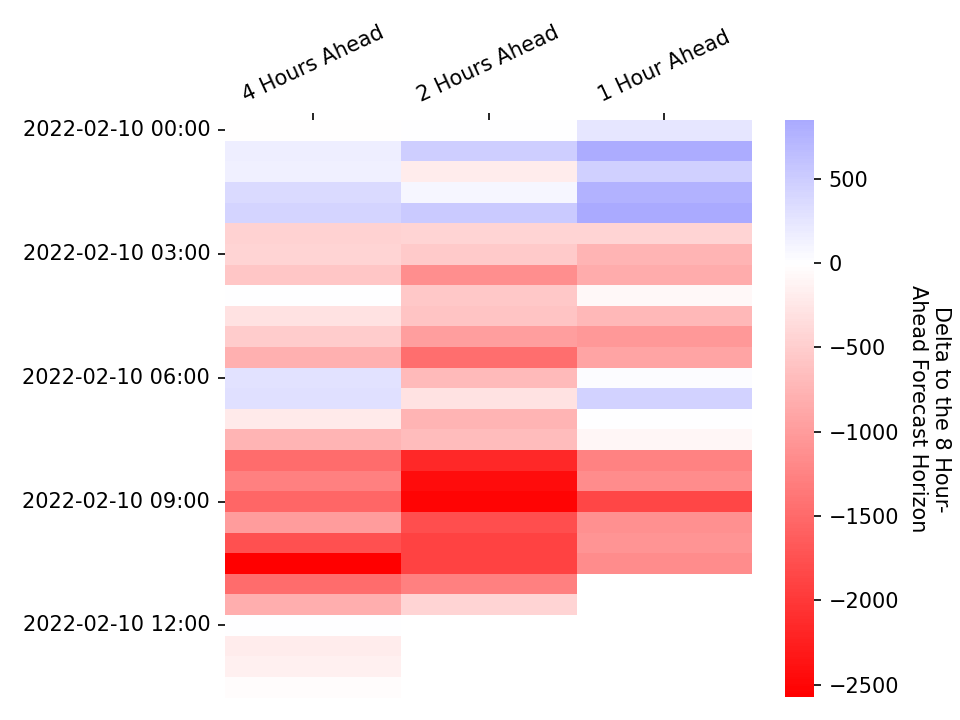 4 Hours Ahead
2 Hours Ahead
1 Hour Ahead
2022-02-10 00:00
2022-02-10 03:00
2022-02-10 06:00
2022-02-10 09:00
2022-02-10 12:00
500
0
−500
−1000
−1500
−2000
−2500
Delta to the 8 Hour-
Ahead Forecast Horizon